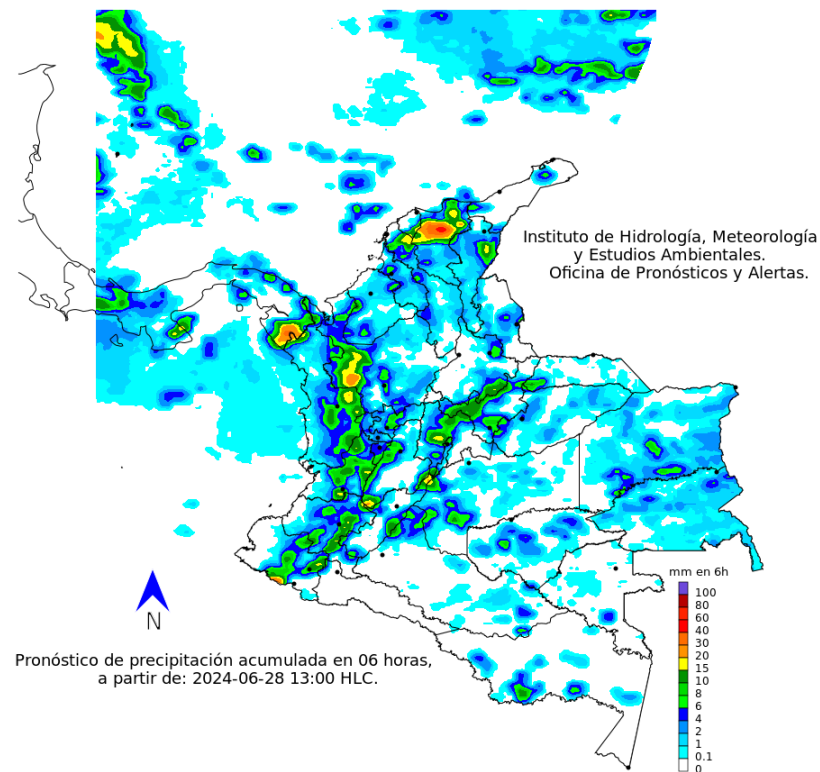 Instituto de Hidrología, Meteorología
y Estudios Ambientales.
Oficina de Pronósticos y Alertas.
mm en 6h
100
80
60
40
30
20
15
10
8
6
4
2
1
0.1
0
N
Pronóstico de precipitación acumulada en 06 horas,
a partir de: 2024-06-28 13:00 HLC.